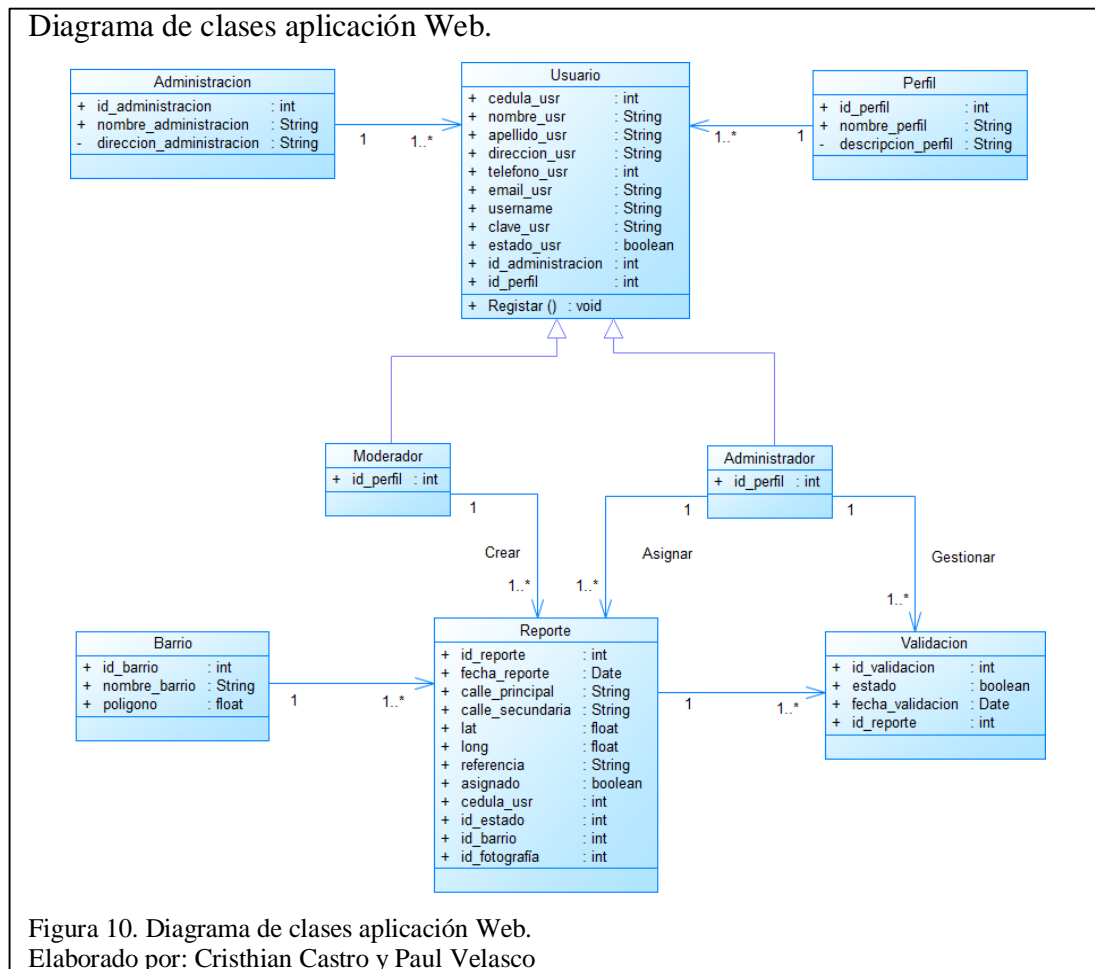 Diagrama de clases aplicación Web.
Administracion
+ id_administracion : int
+ nombre_administracion : String
- direccion_administracion : String
1
1..*
Usuario
+ cedula_usr : int
+ nombre_usr : String
+ apellido_usr : String
+ direccion_usr : String
+ telefono_usr : int
+ email_usr : String
+ username : String
+ clave_usr : String
+ estado_usr : boolean
+ id_administracion : int
+ id_perfil : int
+ Registar () : void
1..*
1
Perfil
+ id_perfil : int
+ nombre_perfil : String
- descripcion_perfil : String
Moderador
+ id_perfil : int
1
Crear
1..*
Administrador
+ id_perfil : int
1
Asignar
1..*
1
Gestionar
1..*
Barrio
+ id_barrio : int
+ nombre_barrio : String
+ poligono : float
1
1..*
Reporte
+ id_reporte : int
+ fecha_reporte : Date
+ calle_principal : String
+ calle_secundaria : String
+ lat : float
+ long : float
+ referencia : String
+ asignado : boolean
+ cedula_usr : int
+ id_estado : int
+ id_barrio : int
+ id_fotografía : int
1
1..*
Validacion
+ id_validacion : int
+ estado : boolean
+ fecha_validacion : Date
+ id_reporte : int
Figura 10. Diagrama de clases aplicación Web.
Elaborado por: Cristhian Castro y Paul Velasco